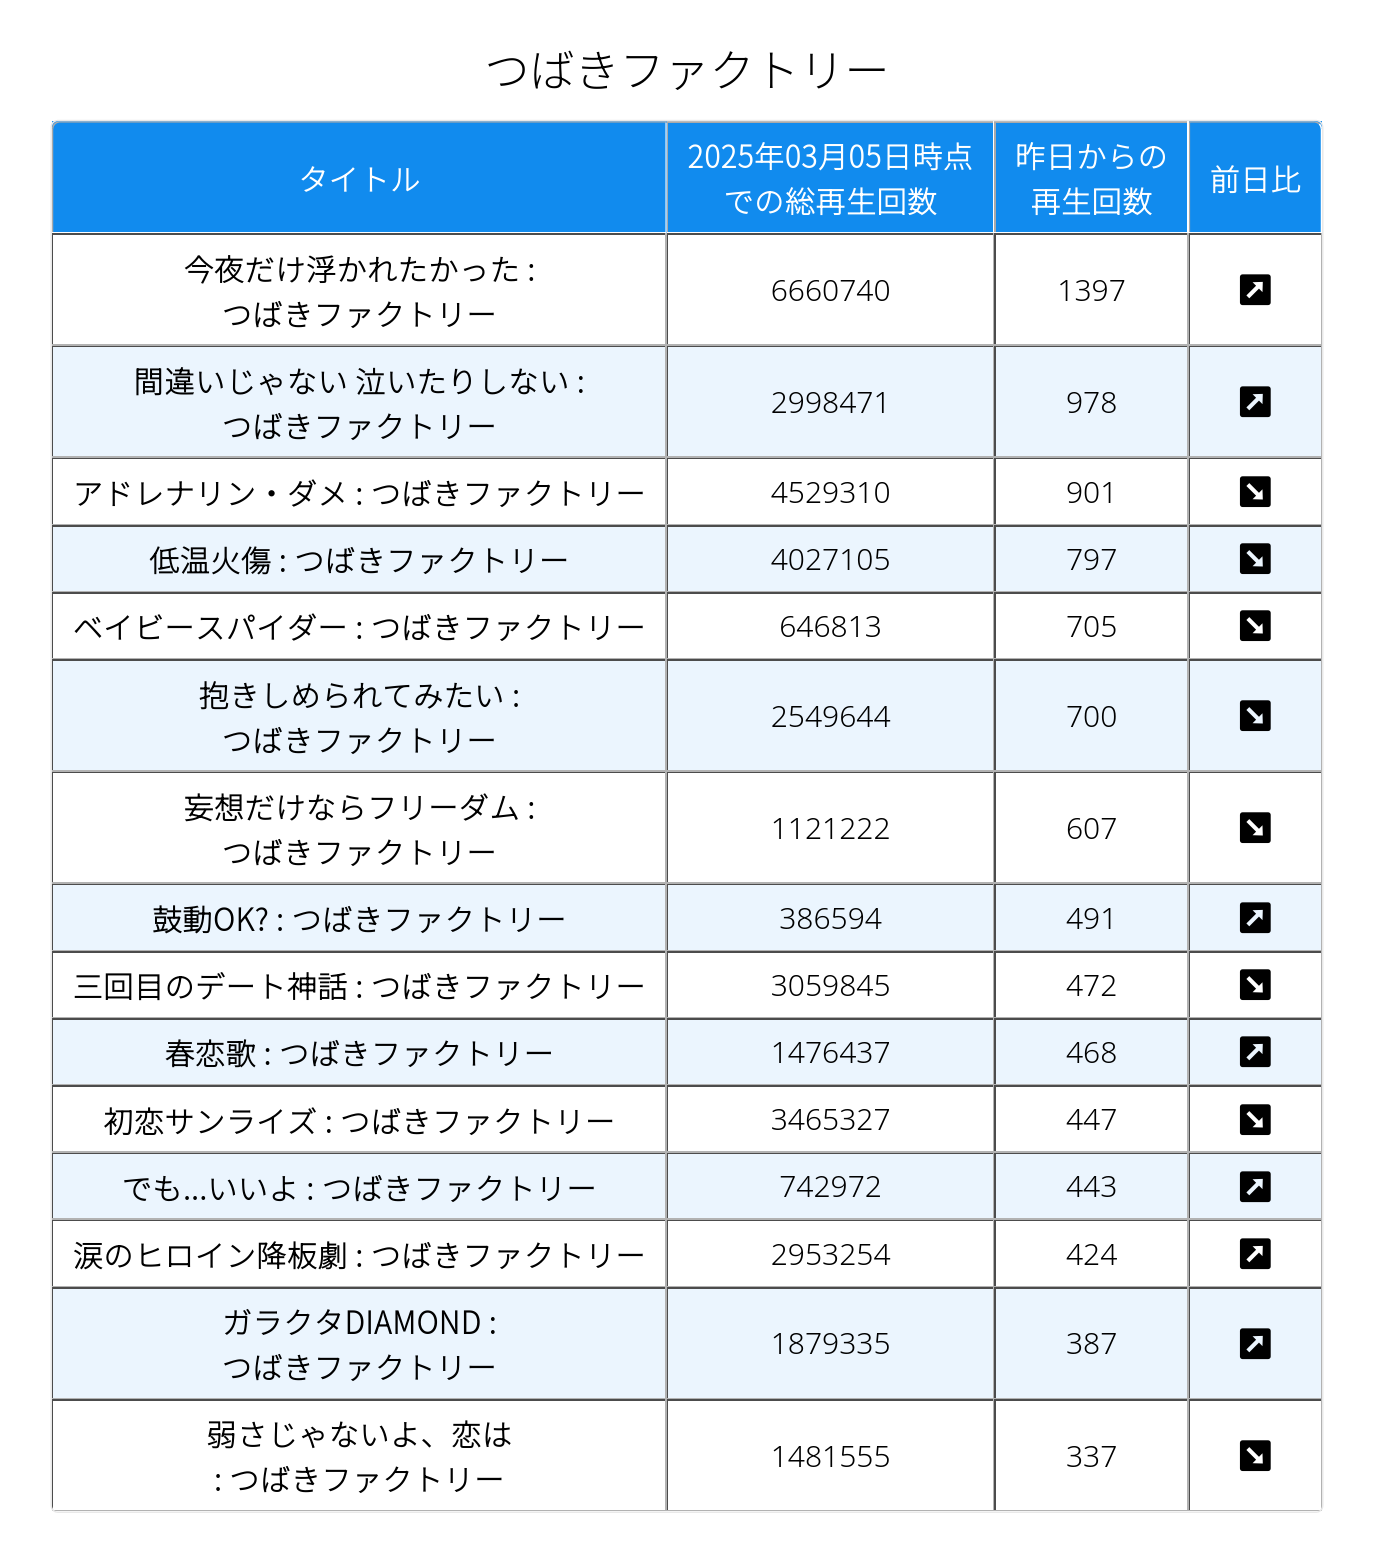 つばきファクトリー
タイトル
2025年03月05日時点
での総再生回数
昨日からの
再生回数
前日比
今夜だけ浮かれたかった :
つばきファクトリー
6660740
1397
間違いじゃない 泣いたりしない :
つばきファクトリー
2998471
978
アドレナリン・ダメ : つばきファクトリー
4529310
901
低温火傷 : つばきファクトリー
4027105
797
ベイビースパイダー : つばきファクトリー
646813
705
抱きしめられてみたい :
つばきファクトリー
2549644
700
妄想だけならフリーダム :
つばきファクトリー
1121222
607
鼓動OK? : つばきファクトリー
386594
491
三回目のデート神話 : つばきファクトリー
3059845
472
春恋歌 : つばきファクトリー
1476437
468
初恋サンライズ : つばきファクトリー
3465327
447
でも...いいよ : つばきファクトリー
742972
443
涙のヒロイン降板劇 : つばきファクトリー
2953254
424
ガラクタDIAMOND :
つばきファクトリー
1879335
387
弱さじゃないよ、恋は
: つばきファクトリー
1481555
337